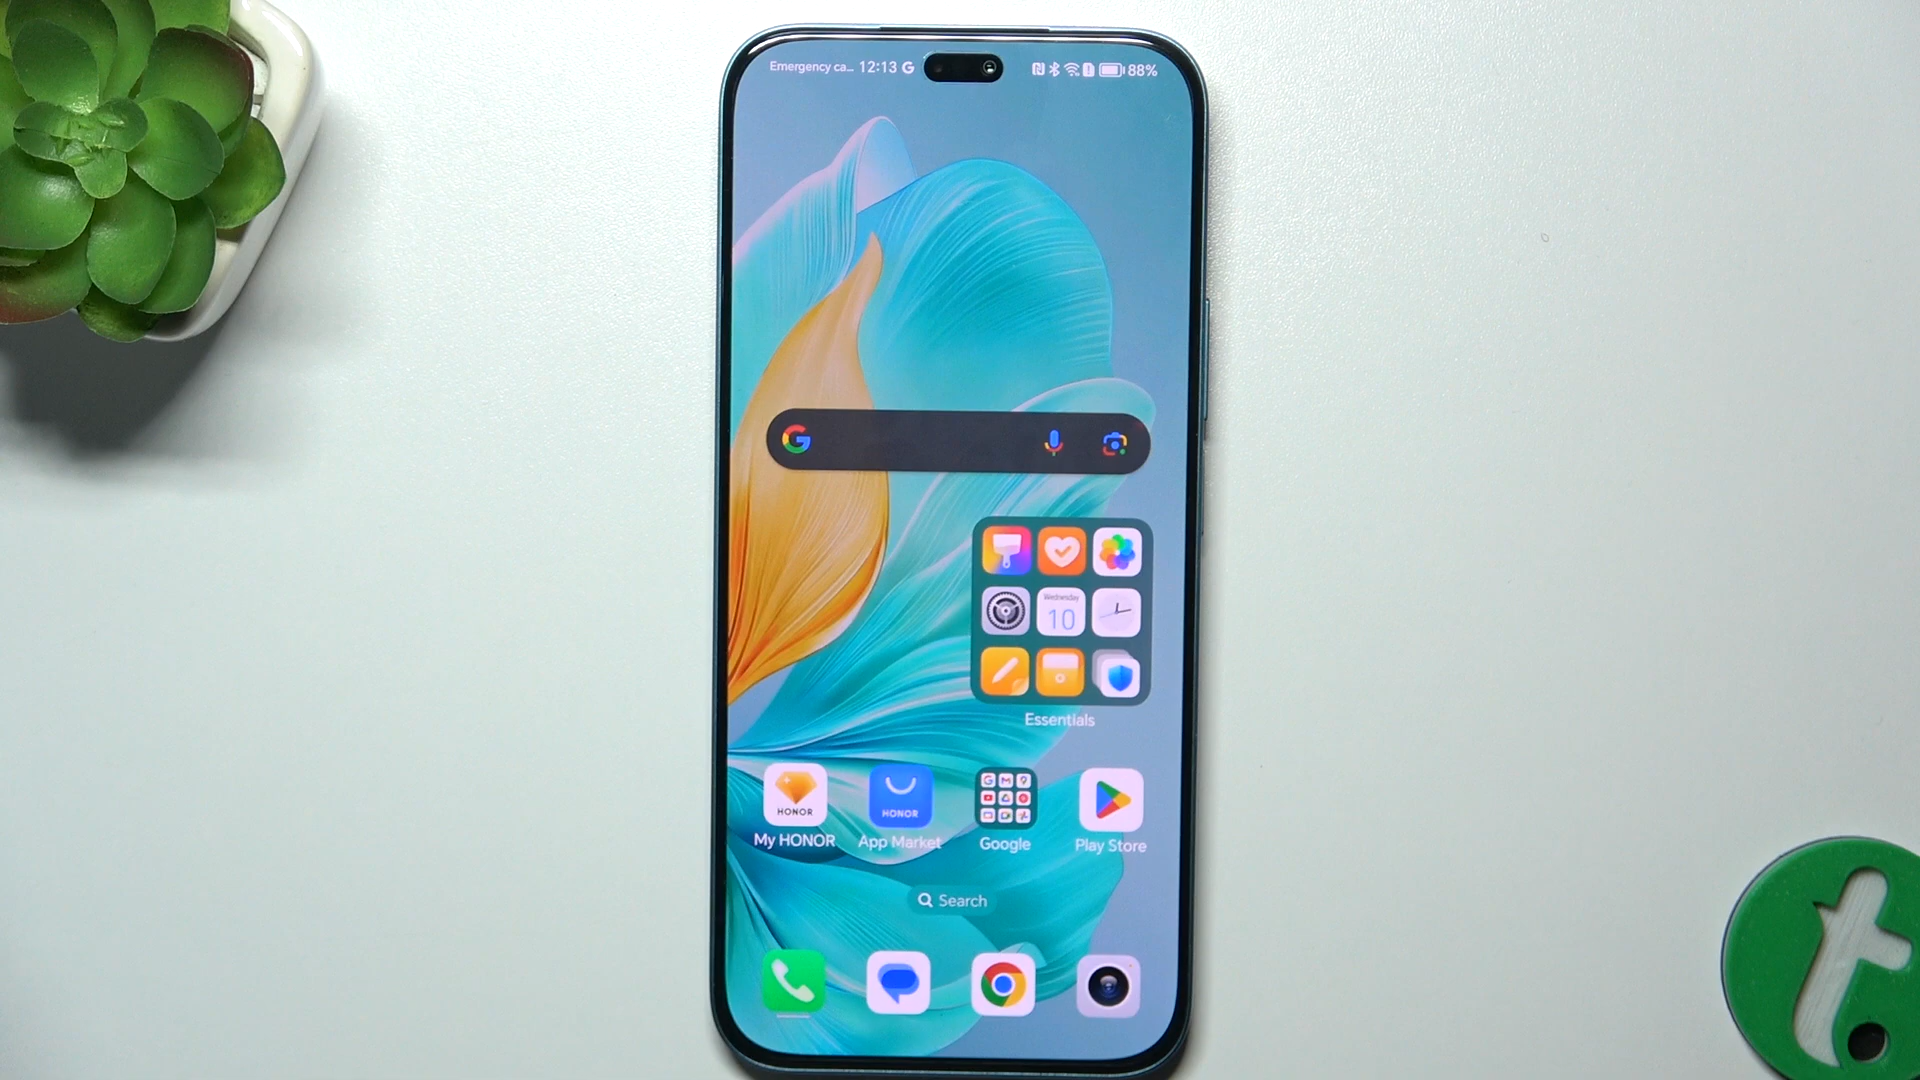 Emergency ca... 12:13 88%
Wednesday
10
Essentials
HONOR
HONOR
My HONOR App Market Google Play Store
Search